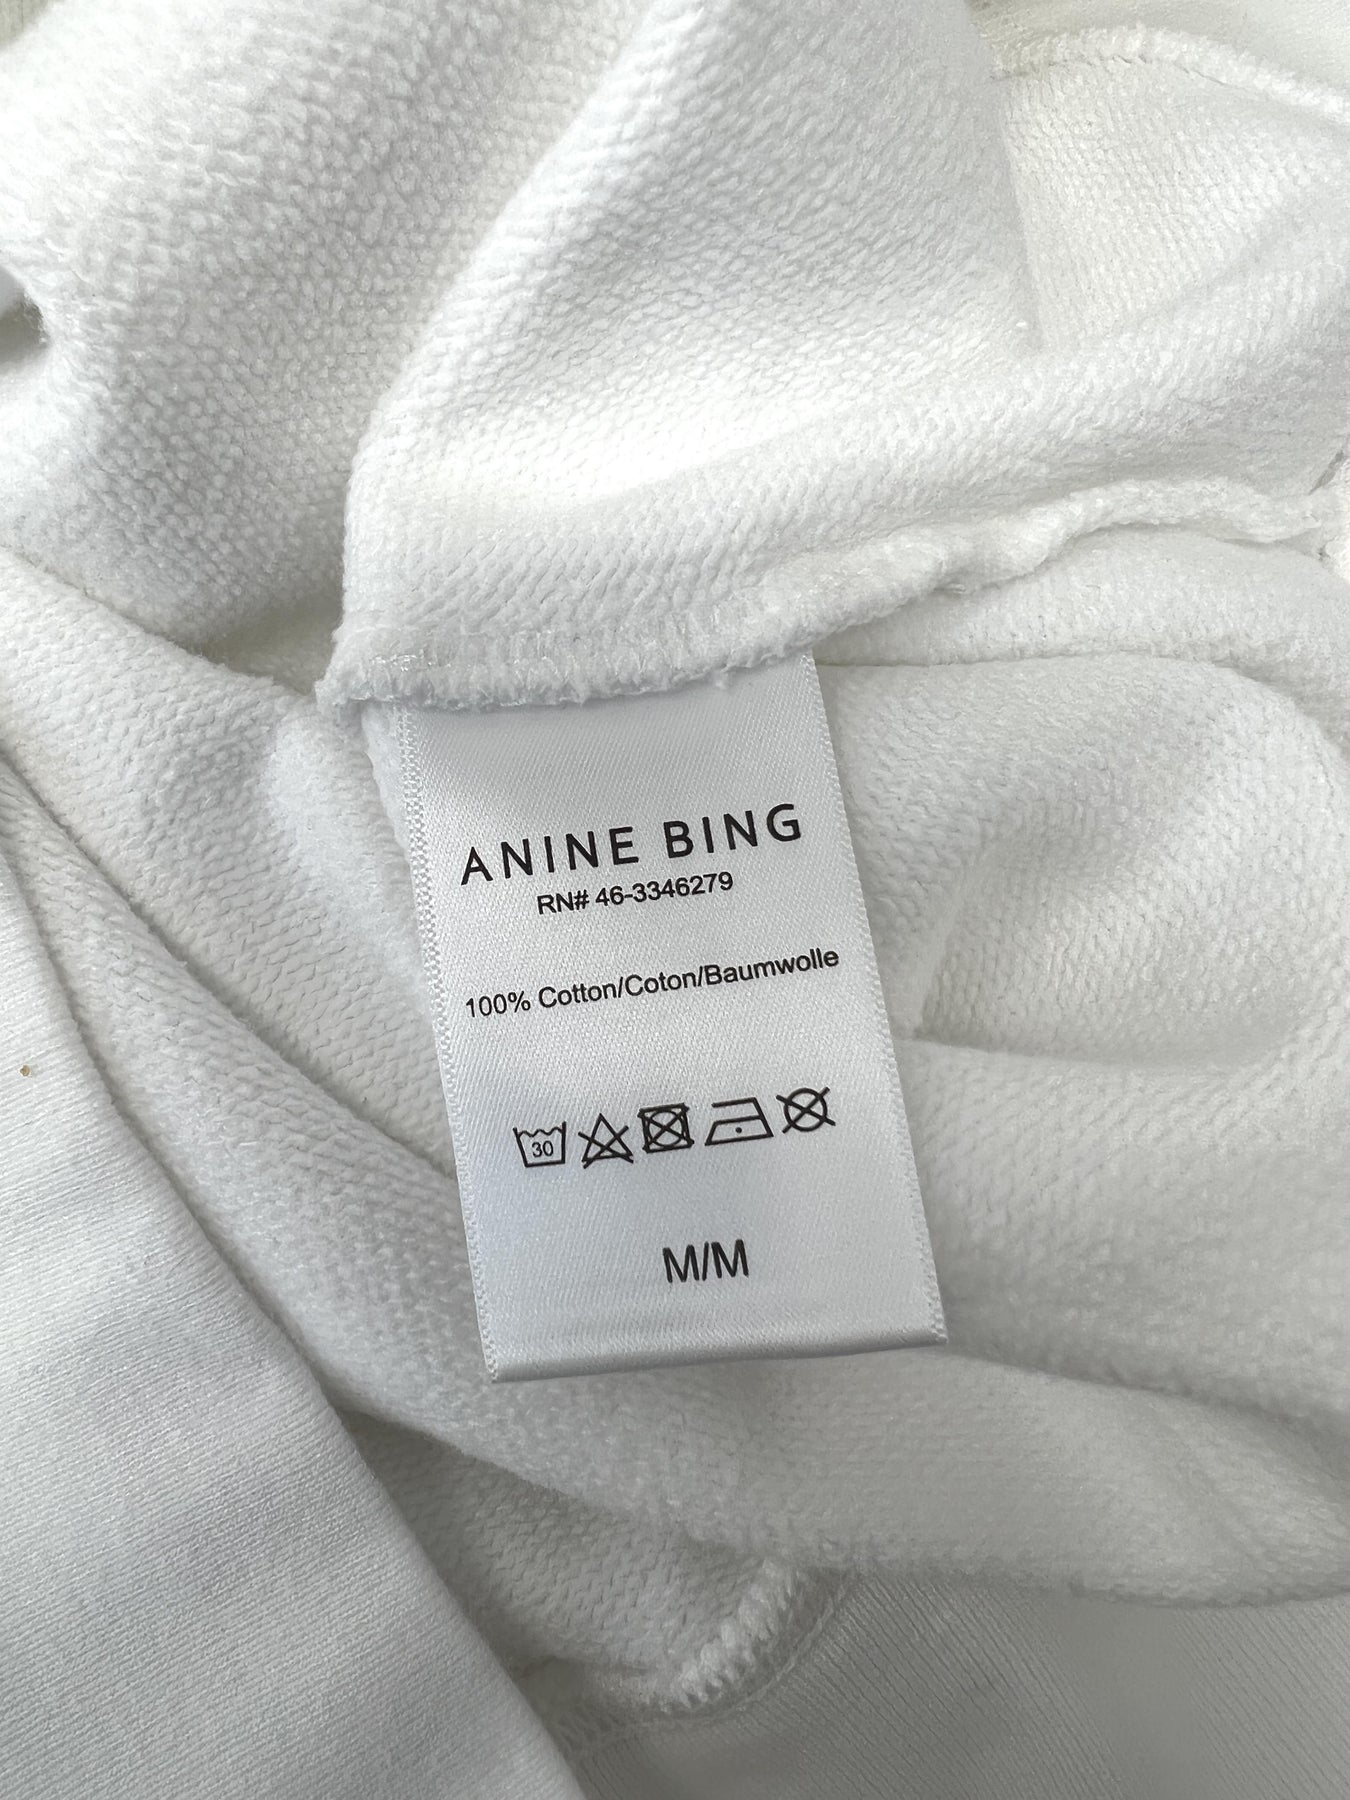 ANINE BING
RN# 46-3346279
100% Cotton/Coton/Baumwolle
30
M/M